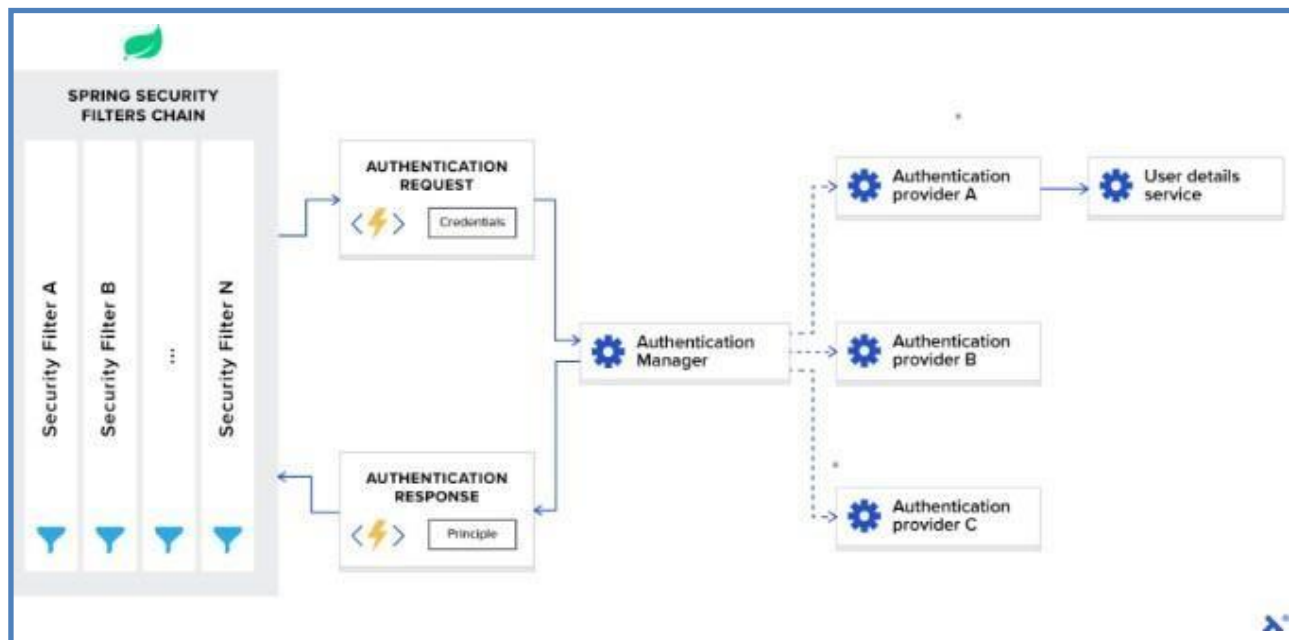 SPRING SECURITY
FILTERS CHAIN
Security Filter A
Security Filter B
...
Security Filter N
AUTHENTICATION
REQUEST
Credentials
AUTHENTICATION
RESPONSE
Principle
Authentication
Manager
Authentication
provider A
User details
service
Authentication
provider B
Authentication
provider C